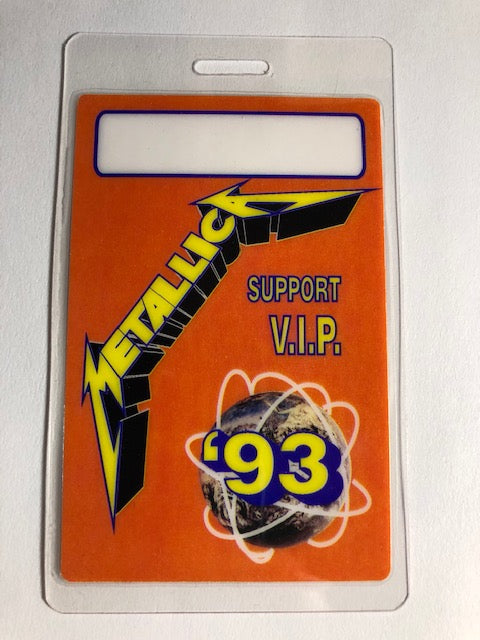 METALLICA
SUPPORT
V.I.P.
‘93